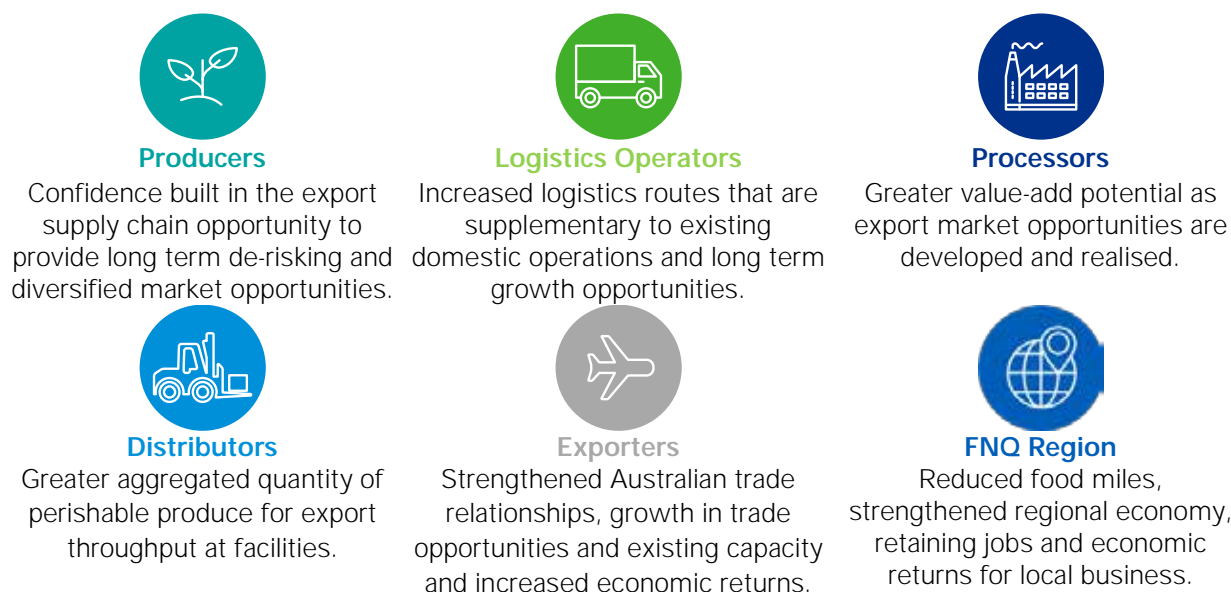 Producers
Confidence built in the export
supply chain opportunity to
provide long term de-risking and
diversified market opportunities.
Logistics Operators
Increased logistics routes that are
supplementary to existing
domestic operations and long term
growth opportunities.
Processors
Greater value-add potential as
export market opportunities are
developed and realised.
Distributors
Greater aggregated quantity of
perishable produce for export
throughput at facilities.
Exporters
Strengthened Australian trade
relationships, growth in trade
opportunities and existing capacity
and increased economic returns.
FNQ Region
Reduced food miles,
strengthened regional economy,
retaining jobs and economic
returns for local business.